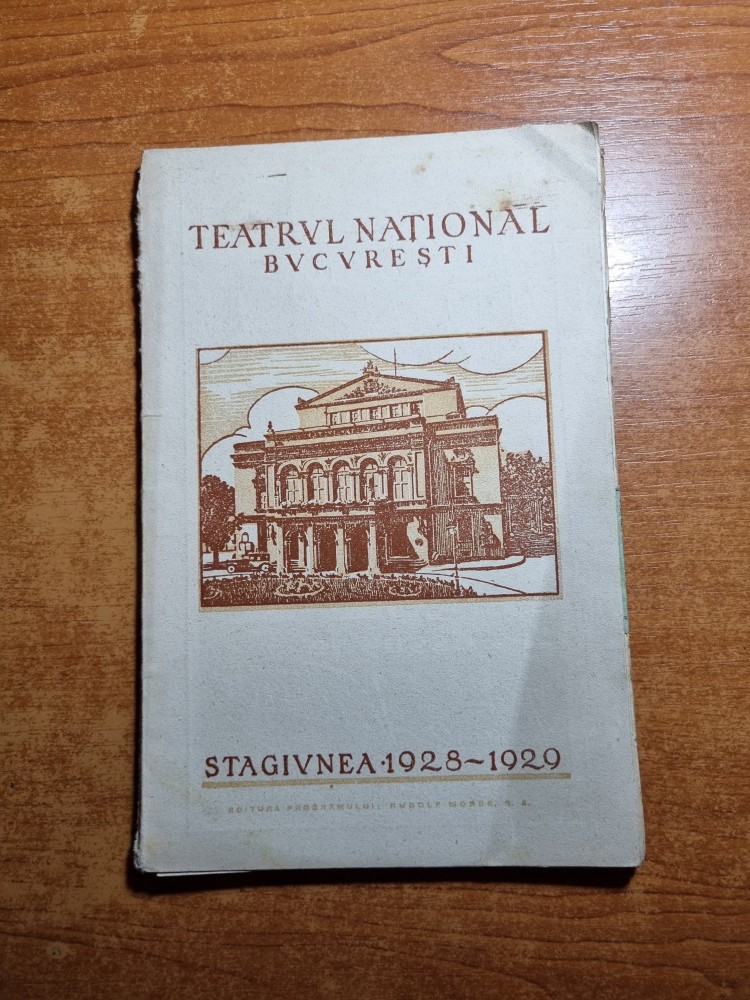 TEATRVL NAȚIONAL
BVCVREȘTI
STAGIVNEA·1928~1929
EDITURA PROGRAMULUI: RUDOLF MOSSE, S. A.